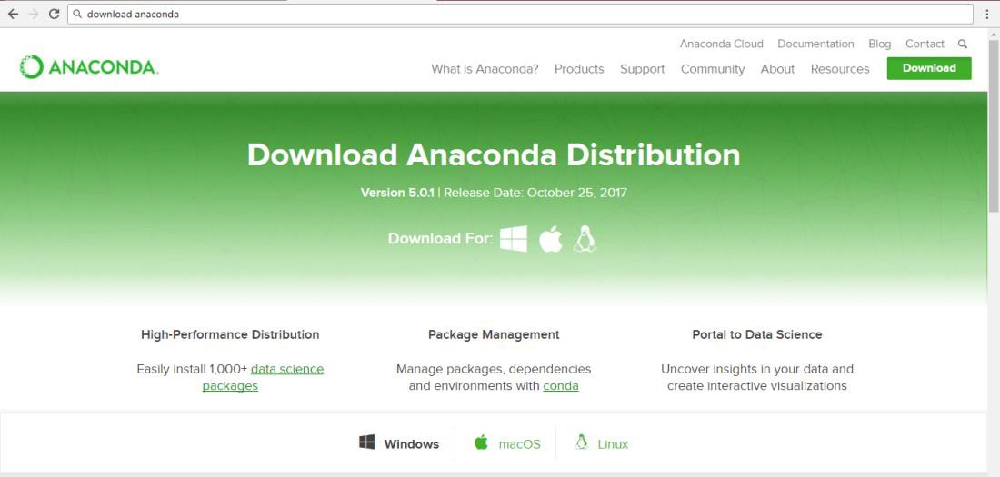 download anaconda
Anaconda Cloud Documentation Blog Contact
ANACONDA.
What is Anaconda? Products Support Community About Resources Download
Download Anaconda Distribution
Version 5.0.1 | Release Date: October 25, 2017
Download For:
High-Performance Distribution
Easily install 1,000+ data science
packages
Package Management
Manage packages, dependencies
and environments with conda
Portal to Data Science
Uncover insights in your data and
create interactive visualizations
Windows macOS Linux